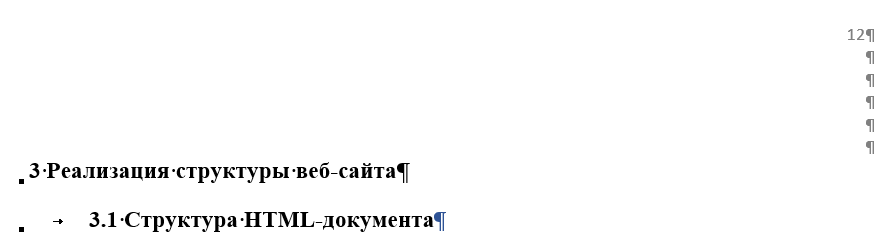 12
3 Реализация структуры веб-сайта
3.1 Структура HTML-документа